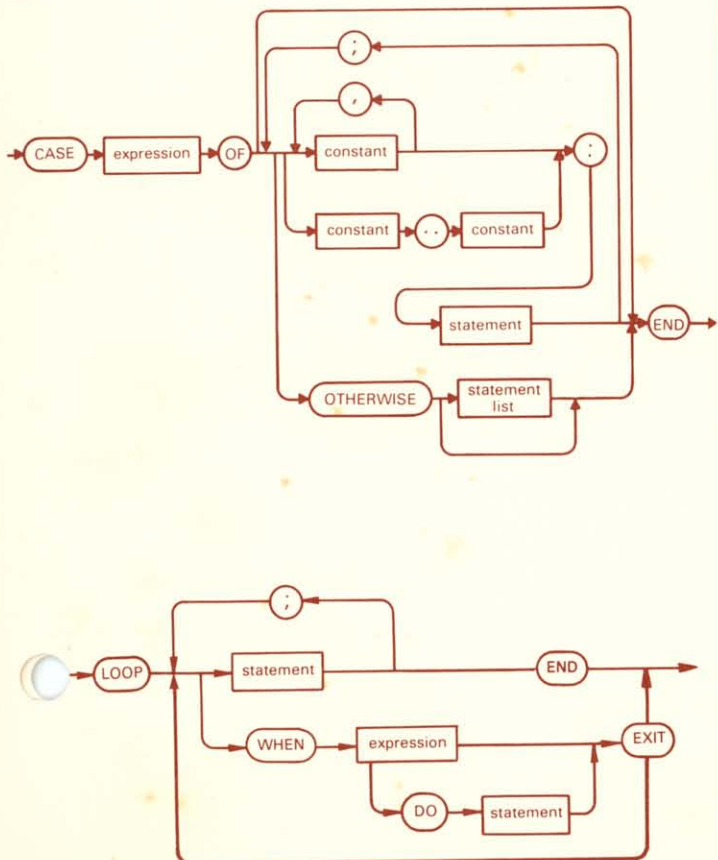 ;
,
CASE expression OF constant :
constant .. constant
statement END
OTHERWISE statement
list
;
LOOP statement END
WHEN expression EXIT
DO statement